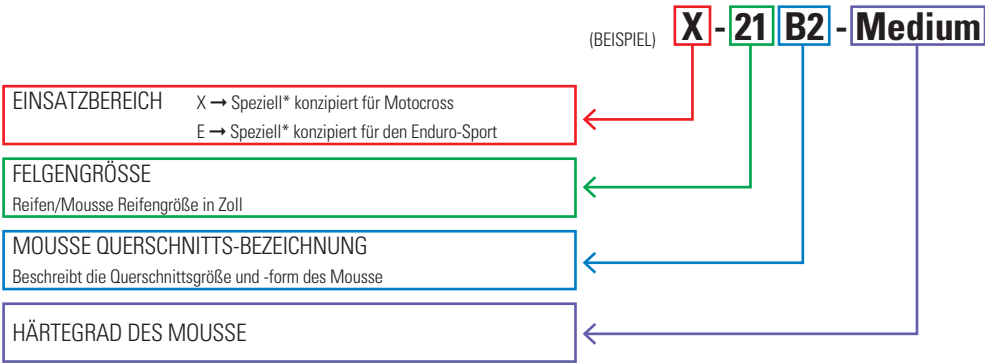 (BEISPIEL) X - 21 B2 - Medium
EINSATZBEREICH X → Speziell* konzipiert für Motocross
E → Speziell* konzipiert für den Enduro-Sport
FELGENGRÖSSE
Reifen/Mousse Reifengröße in Zoll
MOUSSE QUERSCHNITTS-BEZEICHNUNG
Beschreibt die Querschnittsgröße und -form des Mousse
HÄRTEGRAD DES MOUSSE